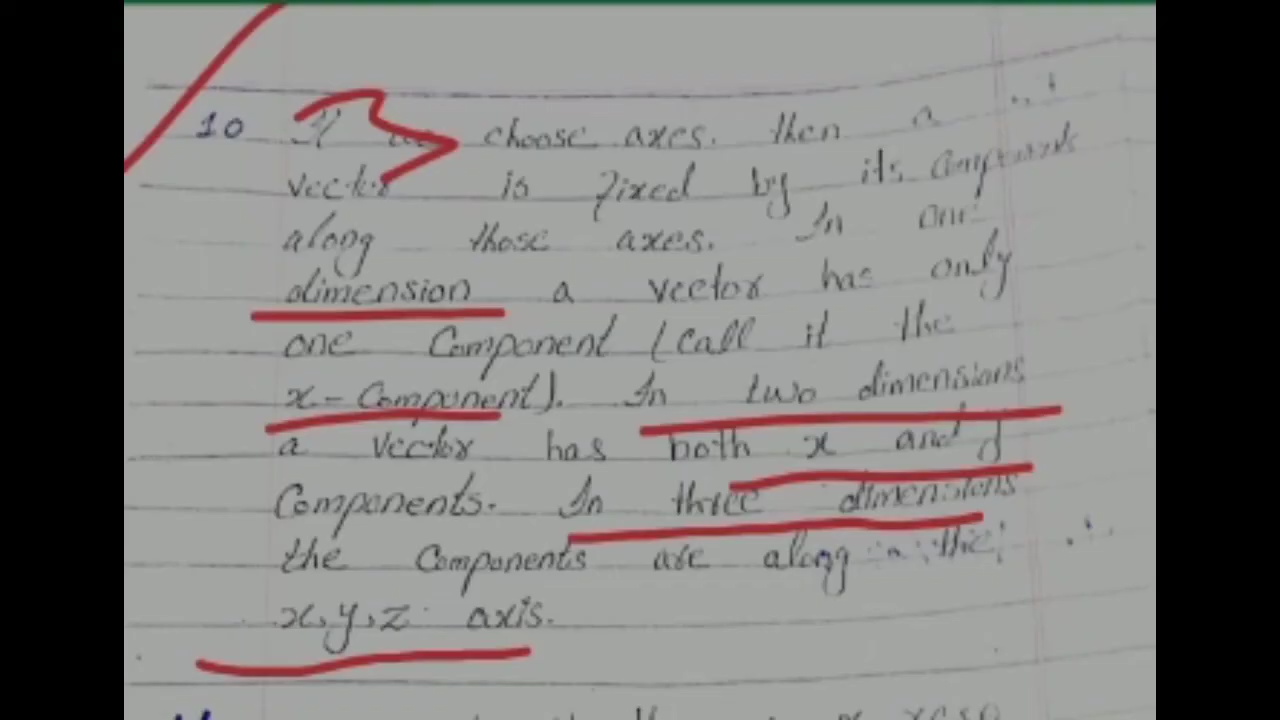 10 If we choose axes. then a
vector is fixed by its components
along those axes. In one
dimension a vector has only
one Component (call it the
x - Component). In two dimensions
a vector has both x and y
Components. In three dimensions
the Components are along the
x, y, z axis.